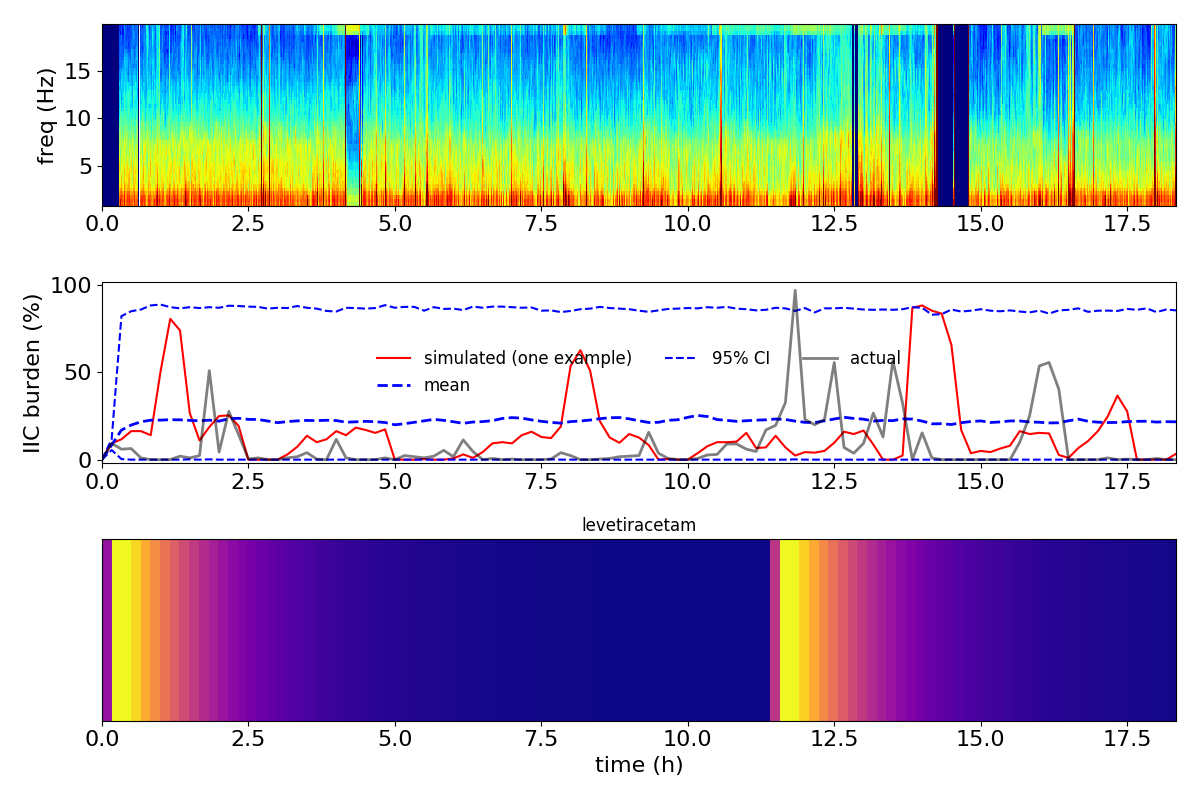 freq (Hz)
15
10
5
0.0 2.5 5.0 7.5 10.0 12.5 15.0 17.5
IIC burden (%)
100
50
0
simulated (one example) 95% CI actual
mean
0.0 2.5 5.0 7.5 10.0 12.5 15.0 17.5
levetiracetam
0.0 2.5 5.0 7.5 10.0 12.5 15.0 17.5
time (h)